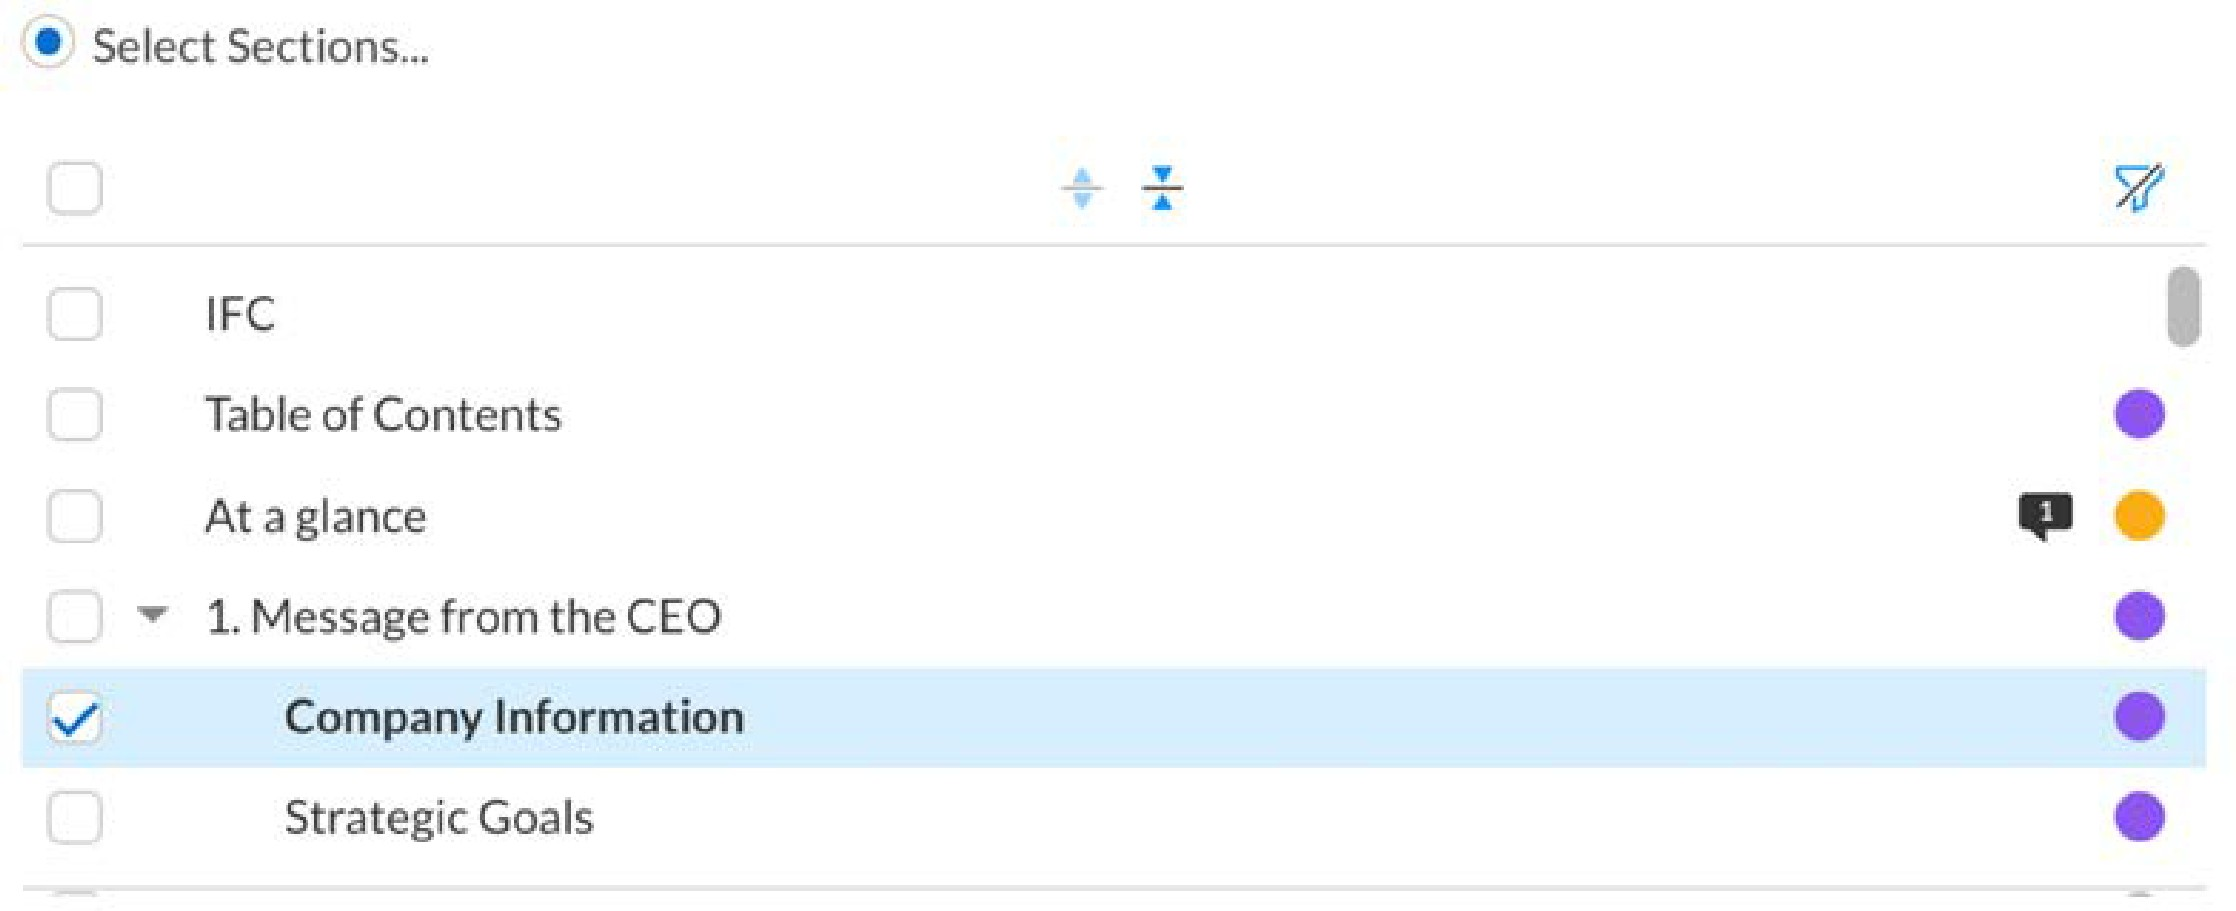 Select Sections...
IFC
Table of Contents
At a glance
1
1. Message from the CEO
Company Information
Strategic Goals